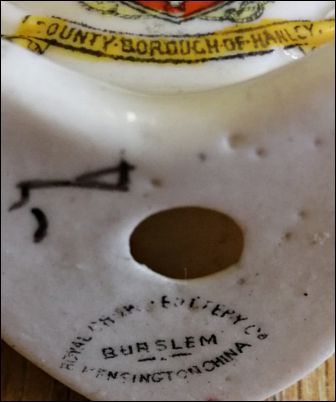 COUNTY·BOROUGH·OF·HANLEY
ROYAL POTTERY Co
BURSLEM
KENSINGTON CHINA